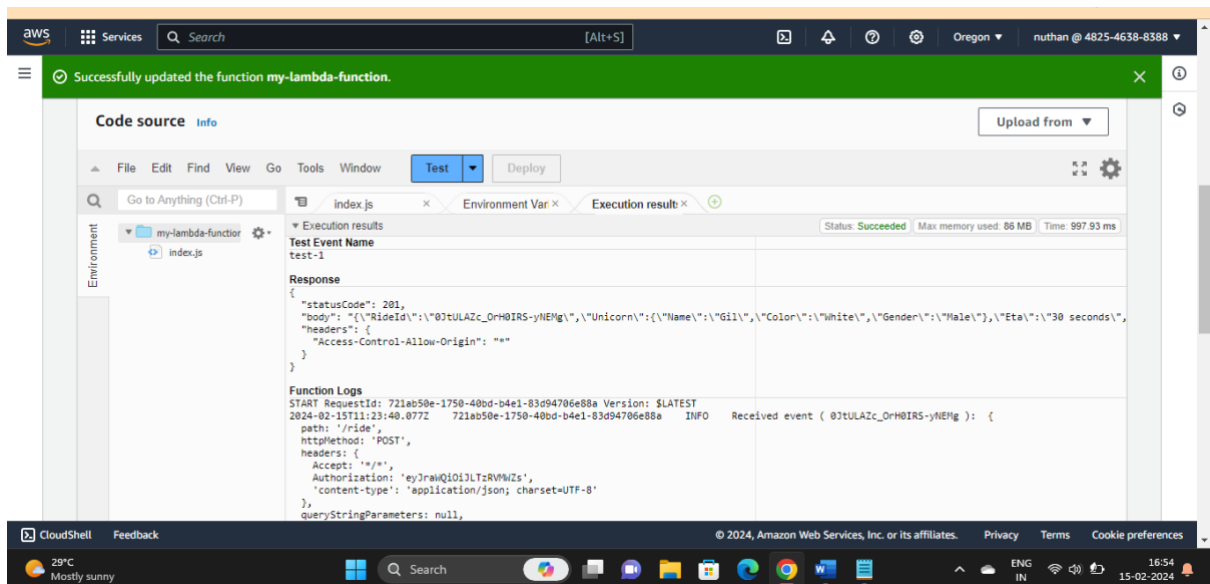 aws Services Search [Alt+S] Oregon nuthan @ 4825-4638-8388
Successfully updated the function my-lambda-function.
Code source Info Upload from
File Edit Find View Go Tools Window Test Deploy
Go to Anything (Ctrl-P) index.js Environment Vari Execution results
Environment
my-lambda-function
index.js
Execution results Status: Succeeded Max memory used: 86 MB Time: 997.93 ms
Test Event Name
test-1
Response
{
"statusCode": 201,
"body": "{\"RideId\":\"0JtULAZc_OrH0IRS-yNEMg\",\"Unicorn\":{\"Name\":\"Gil\",\"Color\":\"White\",\"Gender\":\"Male\"},\"Eta\":\"30 seconds\",
"headers": {
"Access-Control-Allow-Origin": "*"
}
}
Function Logs
START RequestId: 721ab50e-1750-40bd-b4e1-83d94706e88a Version: $LATEST
2024-02-15T11:23:40.077Z 721ab50e-1750-40bd-b4e1-83d94706e88a INFO Received event ( 0JtULAZc_OrH0IRS-yNEMg ): {
path: '/ride',
httpMethod: 'POST',
headers: {
Accept: '*/*',
Authorization: 'eyJraWQiOiJLTzRVMWZs',
'content-type': 'application/json; charset=UTF-8'
},
queryStringParameters: null,
CloudShell Feedback © 2024, Amazon Web Services, Inc. or its affiliates. Privacy Terms Cookie preferences
29°C
Mostly sunny
Search
ENG
IN
16:54
15-02-2024